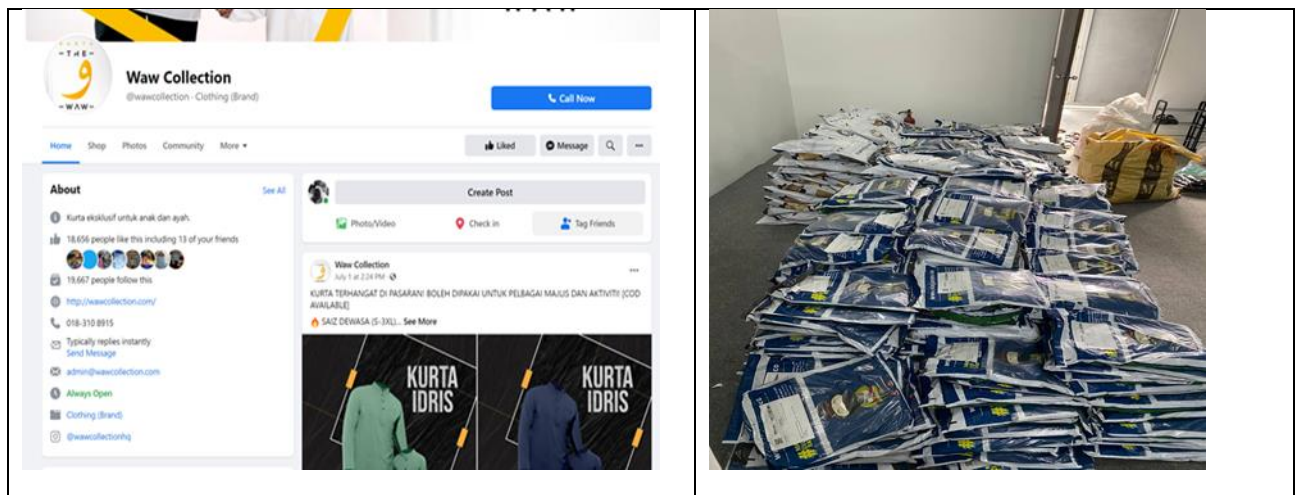 WAW
KURTA
- THE -
و
- WAW -
Waw Collection
@wawcollection · Clothing (Brand)
Call Now
Home Shop Photos Community More
Liked Message
About See All
Kurta eksklusif untuk anak dan ayah.
18,656 people like this including 13 of your friends
19,667 people follow this
http://wawcollection.com/
018-310 8915
Typically replies instantly
Send Message
admin@wawcollection.com
Always Open
Clothing (Brand)
@wawcollectionhq
Create Post
Photo/Video Check in Tag Friends
Waw Collection
July 1 at 2:24 PM
KURTA TERHANGAT DI PASARAN! BOLEH DIPAKAI UNTUK PELBAGAI MAJLIS DAN AKTIVITI! [COD
AVAILABLE]
🔥 SAIZ DEWASA (S-3XL)... See More
KURTA
IDRIS
KURTA
IDRIS